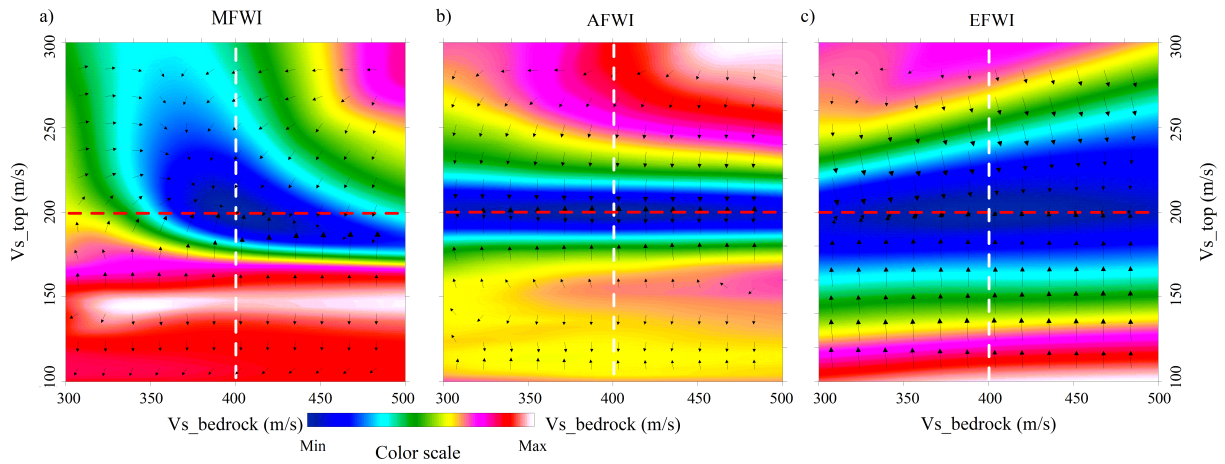 a) MFWI
b) AFWI
c) EFWI
300
250
200
150
100
Vs_top (m/s)
300 350 400 450 500
300 350 400 450 500
300 350 400 450 500
300
250
200
150
100
Vs_top (m/s)
Vs_bedrock (m/s)
Vs_bedrock (m/s)
Vs_bedrock (m/s)
Min
Max
Color scale